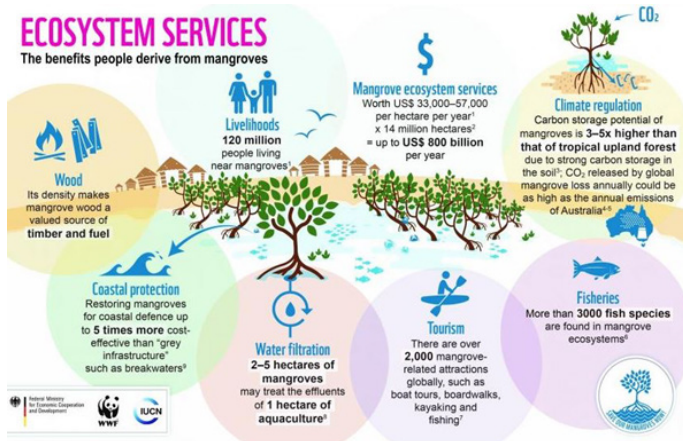 ECOSYSTEM SERVICES
The benefits people derive from mangroves
CO₂
$
Livelihoods
120 million
people living
near mangroves¹
Mangrove ecosystem services
Worth US$ 33,000–57,000
per hectare per year¹
x 14 million hectares²
= up to US$ 800 billion
per year
Climate regulation
Carbon storage potential of
mangroves is 3–5x higher than
that of tropical upland forest
due to strong carbon storage in
the soil³; CO₂ released by global
mangrove loss annually could be
as high as the annual emissions
of Australia⁴⁻⁵
Wood
Its density makes
mangrove wood a
valued source of
timber and fuel
Coastal protection
Restoring mangroves
for coastal defence up
to 5 times more cost-
effective than “grey
infrastructure”
such as breakwaters⁹
Water filtration
2–5 hectares of
mangroves
may treat the effluents
of 1 hectare of
aquaculture⁸
Tourism
There are over
2,000 mangrove-
related attractions
globally, such as
boat tours, boardwalks,
kayaking and
fishing⁷
Fisheries
More than 3000 fish species
are found in mangrove
ecosystems⁶
Federal Ministry
for Economic Cooperation
and Development
WWF
IUCN
SAVE OUR MANGROVES NOW!